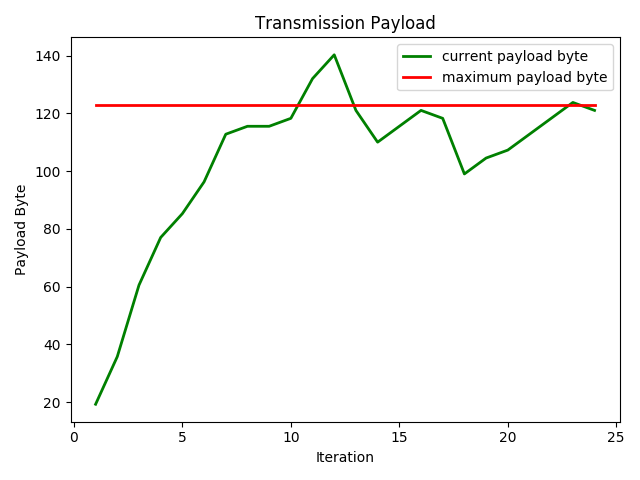 Transmission Payload
current payload byte
maximum payload byte
140
120
100
80
60
40
20
Payload Byte
0 5 10 15 20 25
Iteration